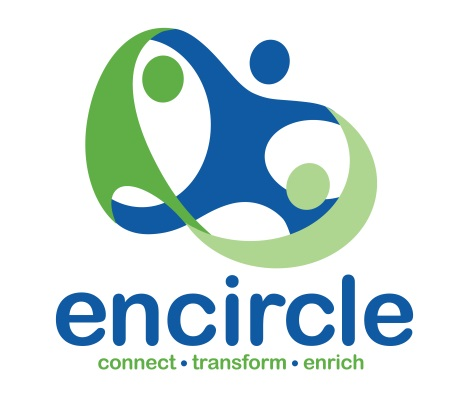 encircle
connect • transform • enrich